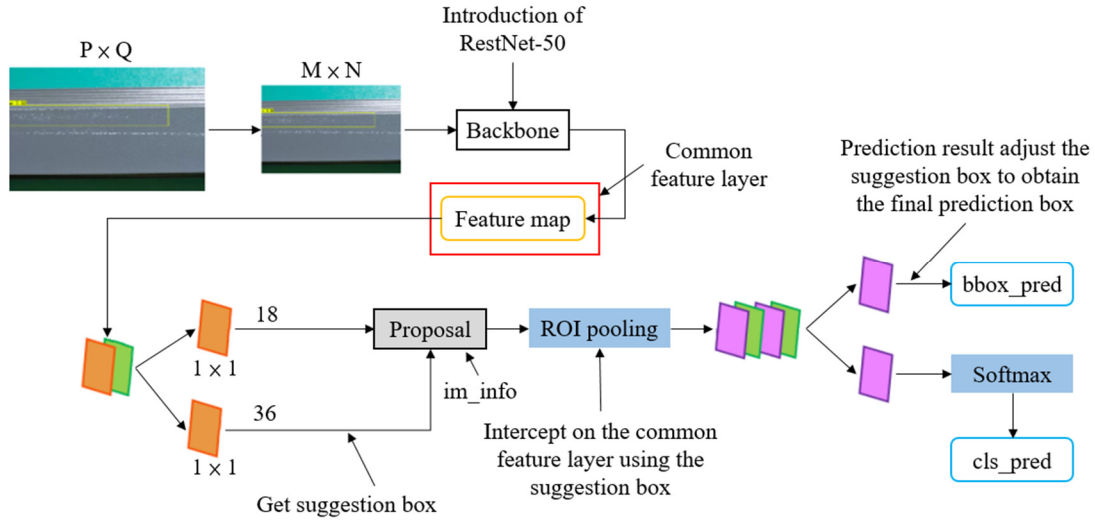 P × Q
M × N
Introduction of
RestNet-50
Backbone
Common
feature layer
Feature map
Prediction result adjust the
suggestion box to obtain
the final prediction box
bbox_pred
18
1 × 1
Proposal
ROI pooling
im_info
36
1 × 1
Get suggestion box
Intercept on the common
feature layer using the
suggestion box
Softmax
cls_pred